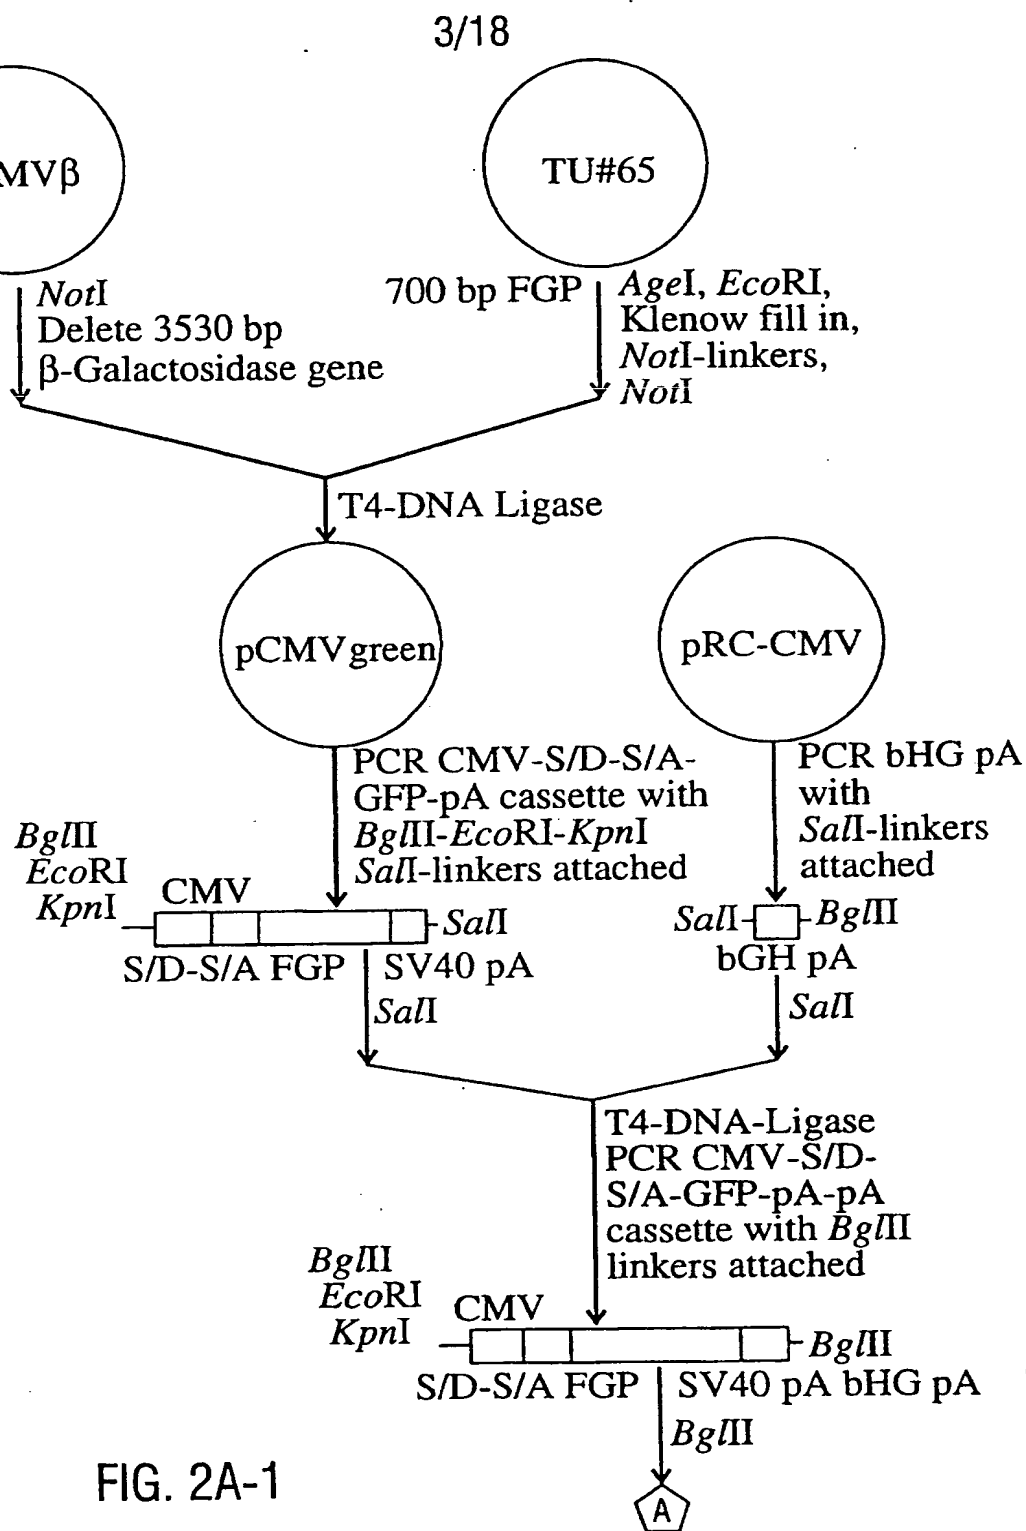 3/18
MVβ
TU#65
NotI
Delete 3530 bp
β-Galactosidase gene
700 bp FGP
AgeI, EcoRI,
Klenow fill in,
NotI-linkers,
NotI
T4-DNA Ligase
pCMVgreen
pRC-CMV
PCR CMV-S/D-S/A-
GFP-pA cassette with
BglII-EcoRI-KpnI
SalI-linkers attached
PCR bHG pA
with
SalI-linkers
attached
BglII
EcoRI
KpnI
CMV
SalI
S/D-S/A FGP
SV40 pA
SalI
SalI
BglII
bGH pA
SalI
T4-DNA-Ligase
PCR CMV-S/D-
S/A-GFP-pA-pA
cassette with BglII
linkers attached
BglII
EcoRI
KpnI
CMV
BglII
S/D-S/A FGP
SV40 pA bHG pA
BglII
A
FIG. 2A-1